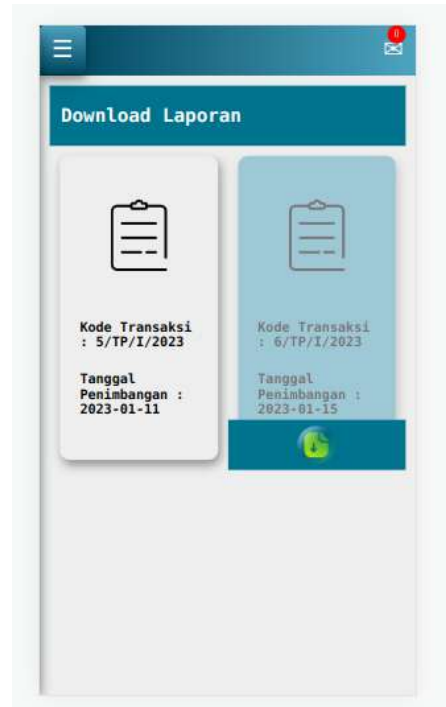 0
Download Laporan
Kode Transaksi
: 5/TP/I/2023
Tanggal
Penimbangan :
2023-01-11
Kode Transaksi
: 6/TP/I/2023
Tanggal
Penimbangan :
2023-01-15